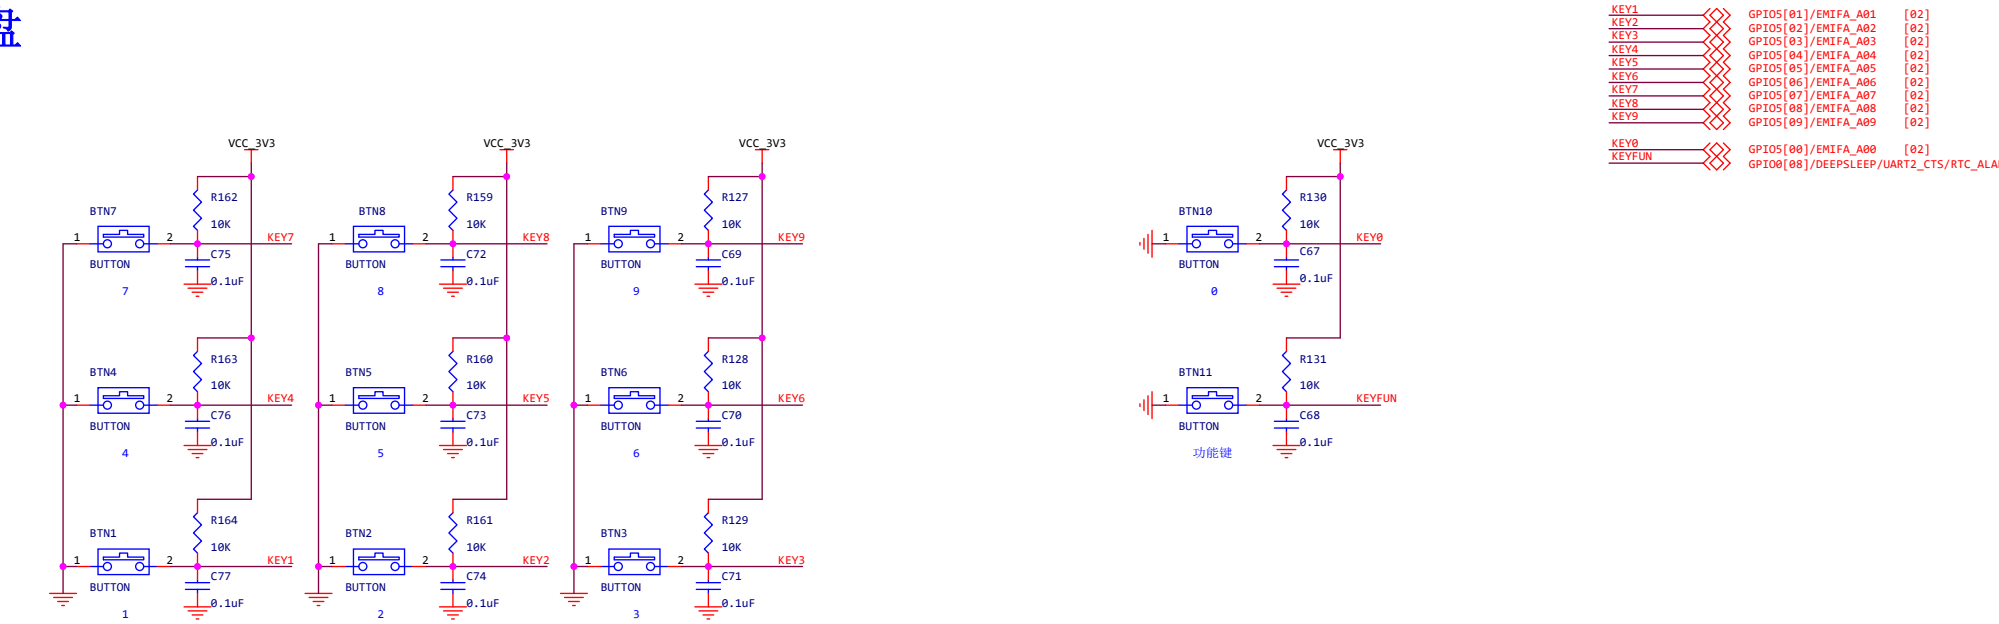 KEY1 GPIO5[01]/EMIFA_A01 [02]
KEY2 GPIO5[02]/EMIFA_A02 [02]
KEY3 GPIO5[03]/EMIFA_A03 [02]
KEY4 GPIO5[04]/EMIFA_A04 [02]
KEY5 GPIO5[05]/EMIFA_A05 [02]
KEY6 GPIO5[06]/EMIFA_A06 [02]
KEY7 GPIO5[07]/EMIFA_A07 [02]
KEY8 GPIO5[08]/EMIFA_A08 [02]
KEY9 GPIO5[09]/EMIFA_A09 [02]
KEY0 GPIO5[00]/EMIFA_A00 [02]
KEYFUN GPIO0[08]/DEEPSLEEP/UART2_CTS/RTC_ALA
VCC_3V3 VCC_3V3 VCC_3V3 VCC_3V3
R162 R159 R127 R130
BTN7 BTN8 BTN9 BTN10
10K 10K 10K 10K
1 2 KEY7 1 2 KEY8 1 2 KEY9 1 2 KEY0
C75 C72 C69 C67
BUTTON BUTTON BUTTON BUTTON
0.1uF 0.1uF 0.1uF 0.1uF
7 8 9 0
R163 R160 R128 R131
BTN4 BTN5 BTN6 BTN11
10K 10K 10K 10K
1 2 KEY4 1 2 KEY5 1 2 KEY6 1 2 KEYFUN
C76 C73 C70 C68
BUTTON BUTTON BUTTON BUTTON
0.1uF 0.1uF 0.1uF 0.1uF
4 5 6 功能键
R164 R161 R129
BTN1 BTN2 BTN3
10K 10K 10K
1 2 KEY1 1 2 KEY2 1 2 KEY3
C77 C74 C71
BUTTON BUTTON BUTTON
0.1uF 0.1uF 0.1uF
1 2 3